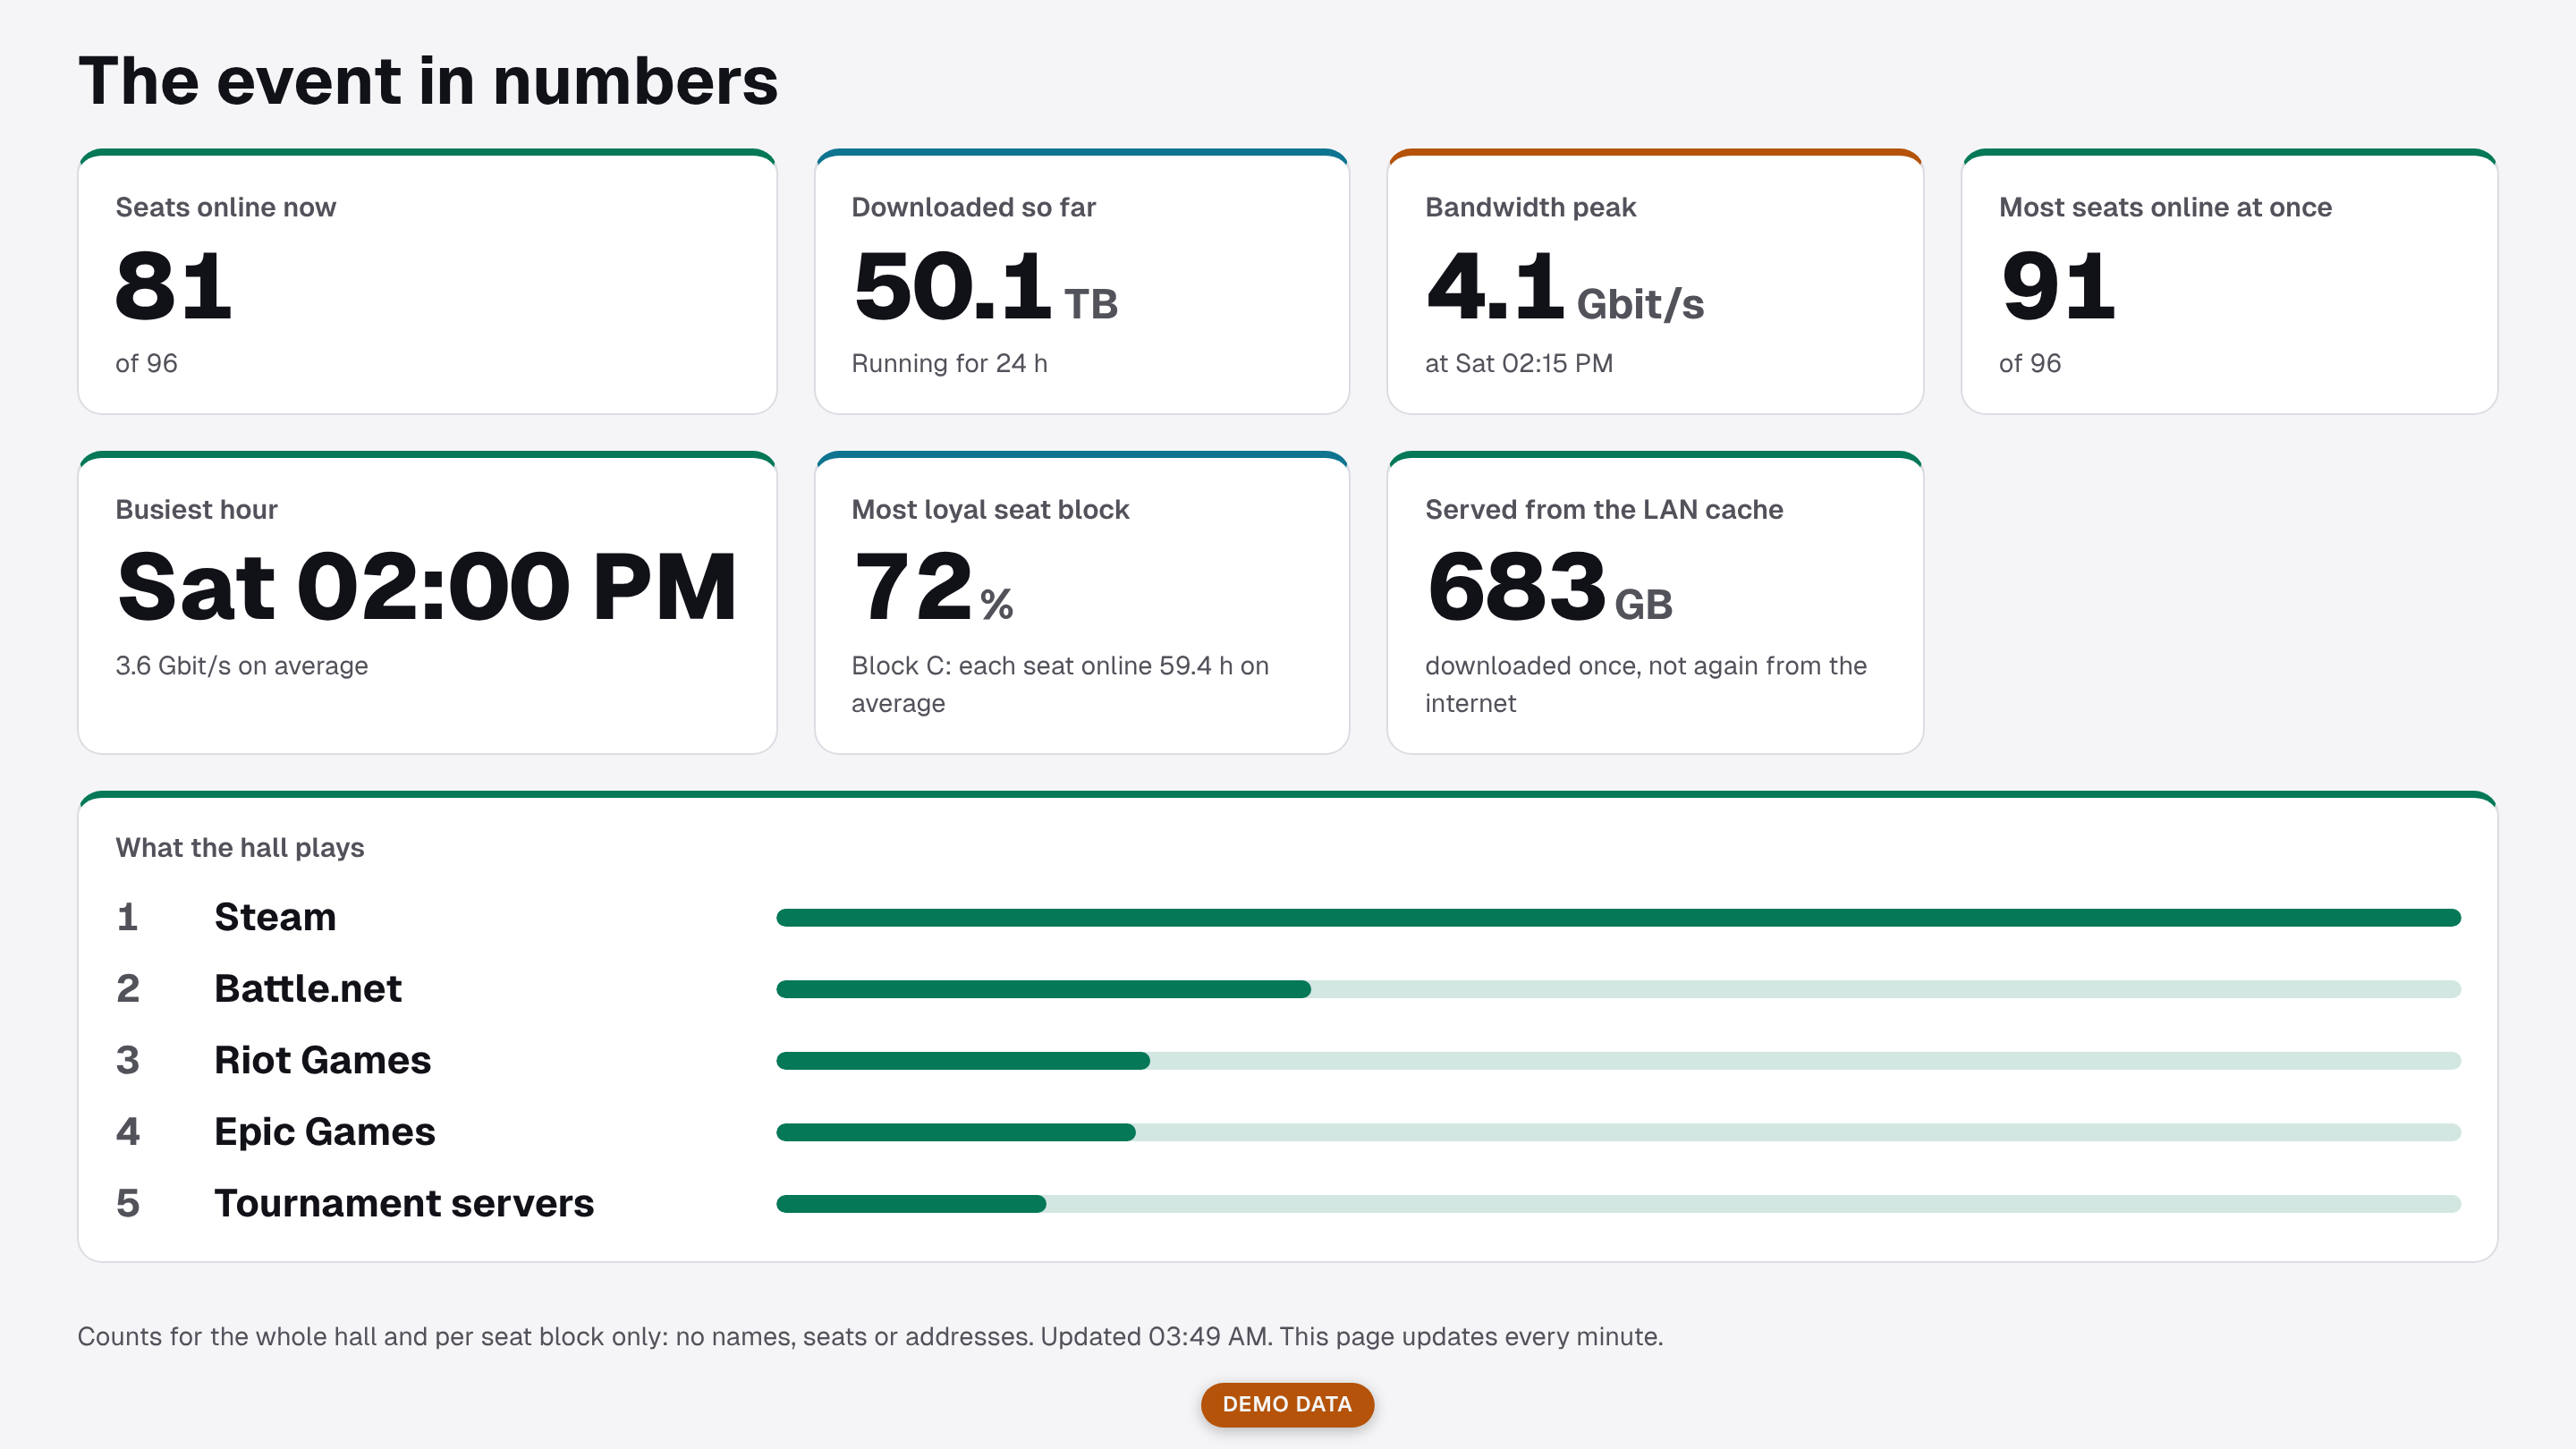 The event in numbers
Seats online now
81
of 96
Downloaded so far
50.1 TB
Running for 24 h
Bandwidth peak
4.1 Gbit/s
at Sat 02:15 PM
Most seats online at once
91
of 96
Busiest hour
Sat 02:00 PM
3.6 Gbit/s on average
Most loyal seat block
72 %
Block C: each seat online 59.4 h on
average
Served from the LAN cache
683 GB
downloaded once, not again from the
internet
What the hall plays
1 Steam
2 Battle.net
3 Riot Games
4 Epic Games
5 Tournament servers
Counts for the whole hall and per seat block only: no names, seats or addresses. Updated 03:49 AM. This page updates every minute.
DEMO DATA